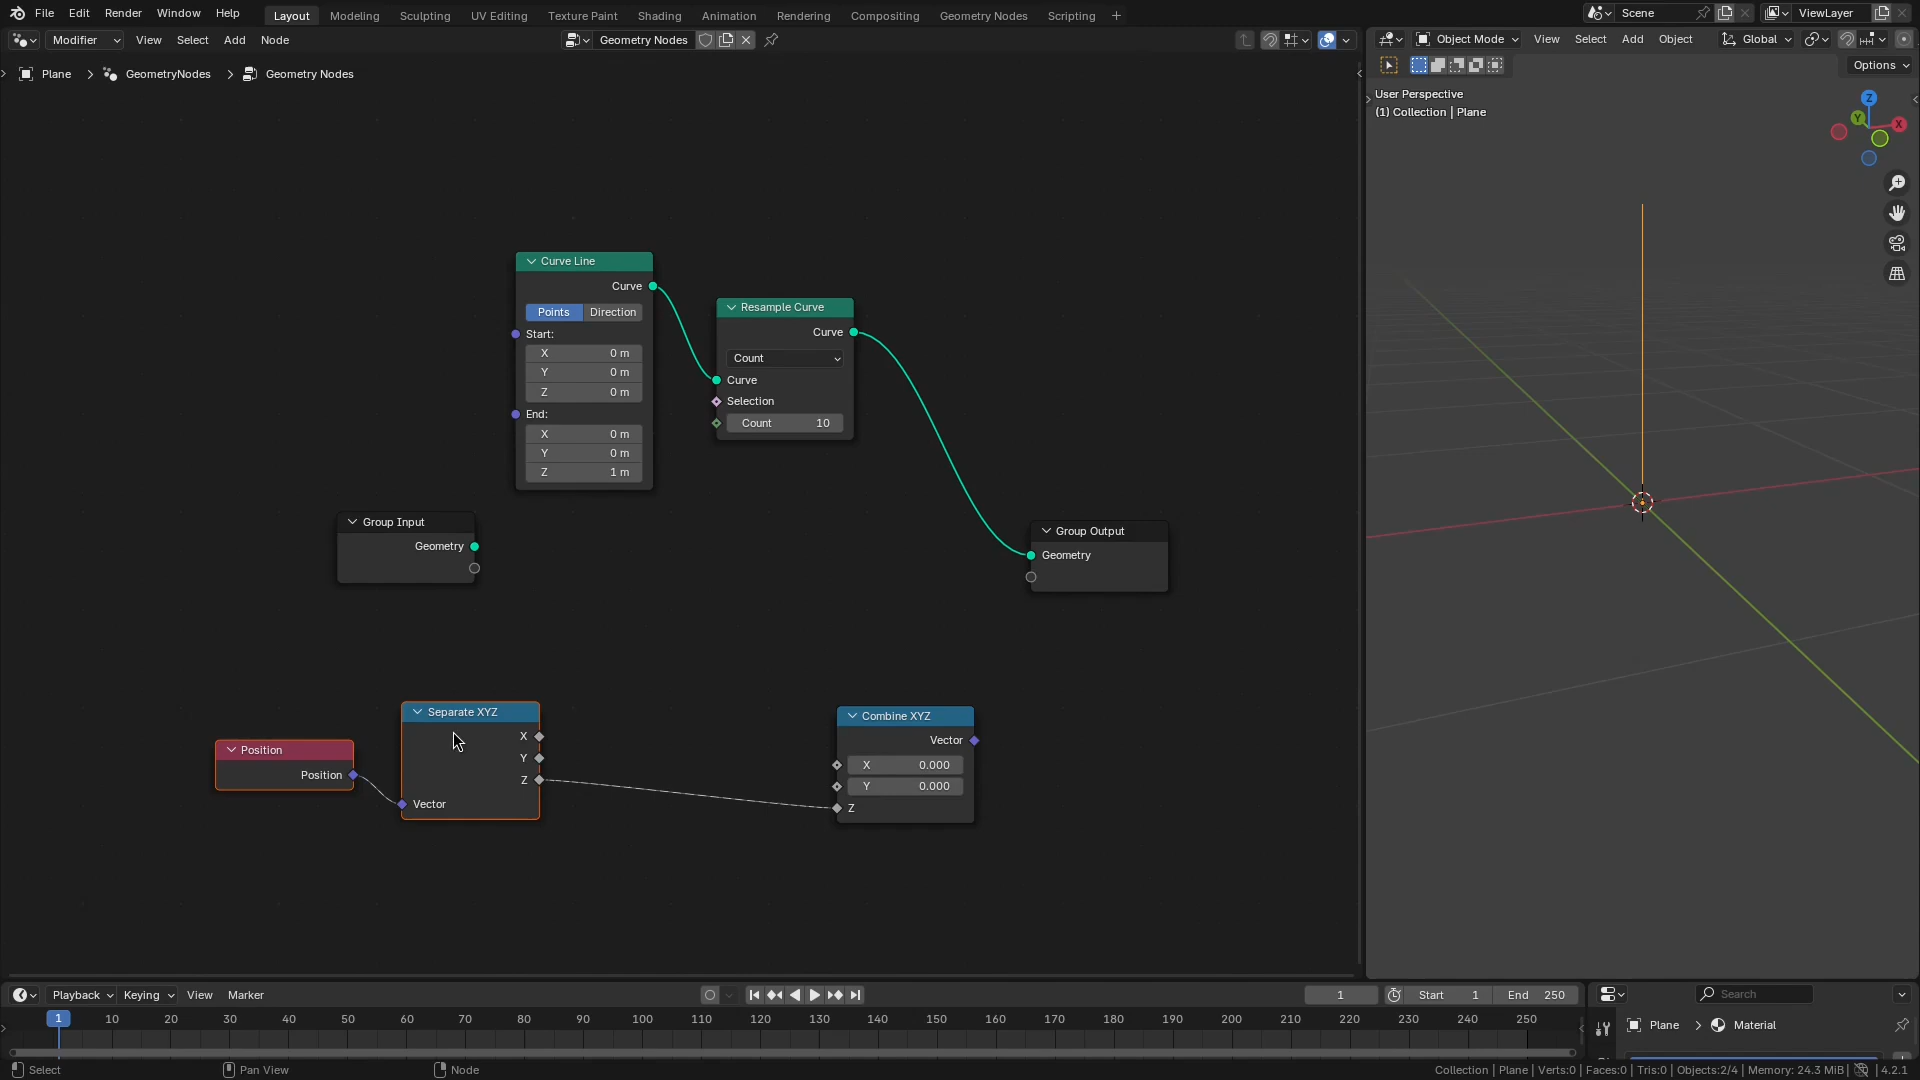 File Edit Render Window Help Layout Modeling Sculpting UV Editing Texture Paint Shading Animation Rendering Compositing Geometry Nodes Scripting + Scene ViewLayer
Modifier View Select Add Node Geometry Nodes Object Mode View Select Add Object Global
Options
Plane GeometryNodes Geometry Nodes
User Perspective
(1) Collection | Plane
Z
Y
X
Curve Line
Curve
Points Direction
Start:
X 0 m
Y 0 m
Z 0 m
End:
X 0 m
Y 0 m
Z 1 m
Resample Curve
Curve
Count
Curve
Selection
Count 10
Group Input
Geometry
Group Output
Geometry
Position
Position
Separate XYZ
X
Y
Z
Vector
Combine XYZ
Vector
X 0.000
Y 0.000
Z
Playback Keying View Marker 1 Start 1 End 250 Search
1 10 20 30 40 50 60 70 80 90 100 110 120 130 140 150 160 170 180 190 200 210 220 230 240 250
Plane Material
Select Pan View Node Collection | Plane | Verts:0 | Faces:0 | Tris:0 | Objects:2/4 | Memory: 24.3 MiB | 4.2.1